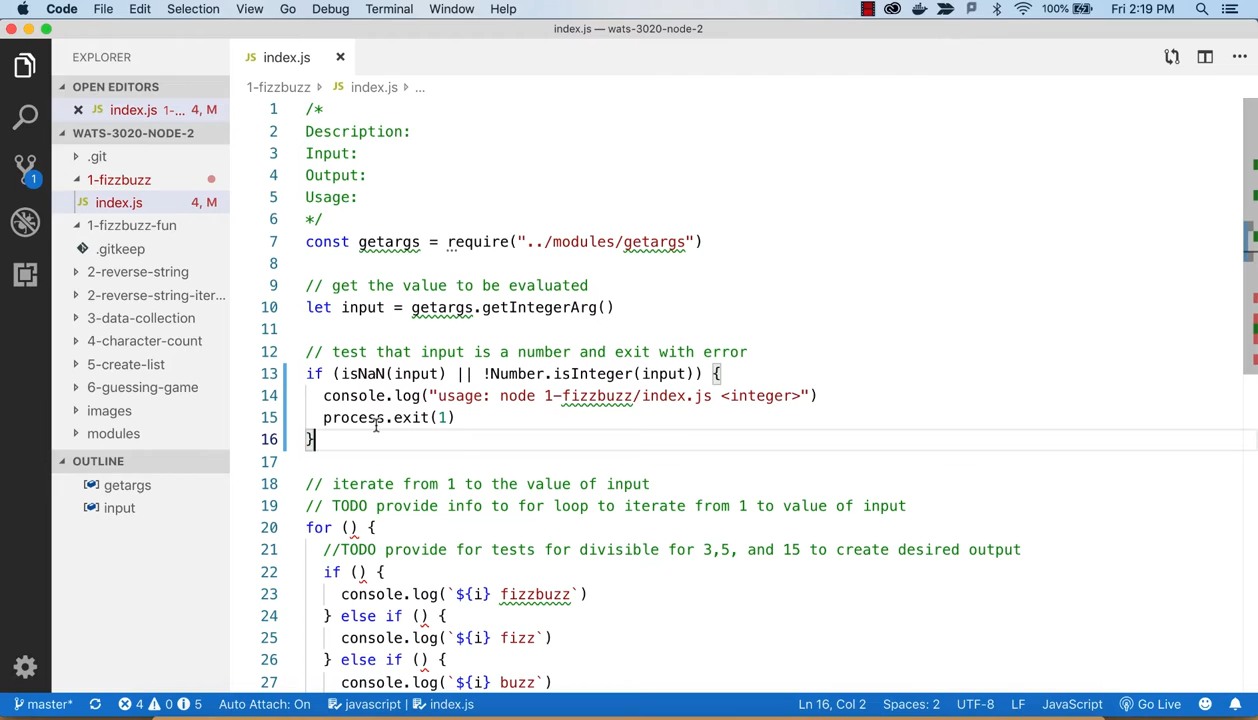 Code File Edit Selection View Go Debug Terminal Window Help 100% Fri 2:19 PM
index.js — wats-3020-node-2
EXPLORER
OPEN EDITORS
index.js 1-... 4, M
WATS-3020-NODE-2
.git
1-fizzbuzz
JS index.js 4, M
1-fizzbuzz-fun
.gitkeep
2-reverse-string
2-reverse-string-iter...
3-data-collection
4-character-count
5-create-list
6-guessing-game
images
modules
OUTLINE
getargs
input
1
JS index.js
1-fizzbuzz JS index.js ...
1 /*
2 Description:
3 Input:
4 Output:
5 Usage:
6 */
7 const getargs = require("../modules/getargs")
8
9 // get the value to be evaluated
10 let input = getargs.getIntegerArg()
11
12 // test that input is a number and exit with error
13 if (isNaN(input) || !Number.isInteger(input)) {
14 console.log("usage: node 1-fizzbuzz/index.js <integer>")
15 process.exit(1)
16 }
17
18 // iterate from 1 to the value of input
19 // TODO provide info to for loop to iterate from 1 to value of input
20 for () {
21 //TODO provide for tests for divisible for 3,5, and 15 to create desired output
22 if () {
23 console.log(`${i} fizzbuzz`)
24 } else if () {
25 console.log(`${i} fizz`)
26 } else if () {
27 console.log(`${i} buzz`)
master* 4 0 5 Auto Attach: On javascript index.js Ln 16, Col 2 Spaces: 2 UTF-8 LF JavaScript Go Live